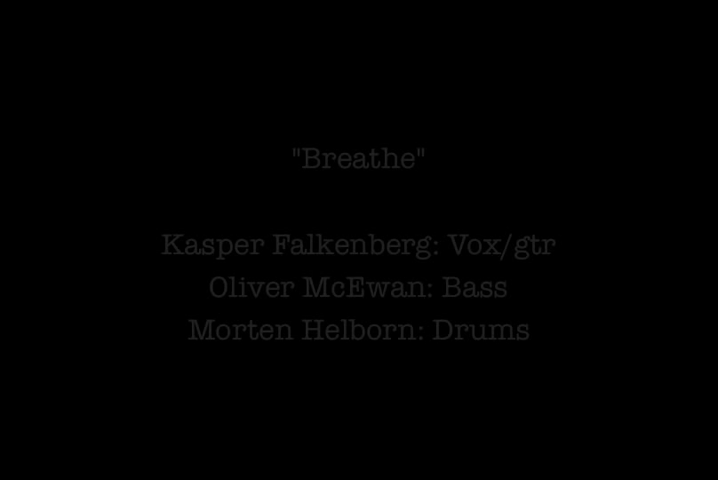 "Breathe"
Kasper Falkenberg: Vox/gtr
Oliver McEwan: Bass
Morten Helborn: Drums